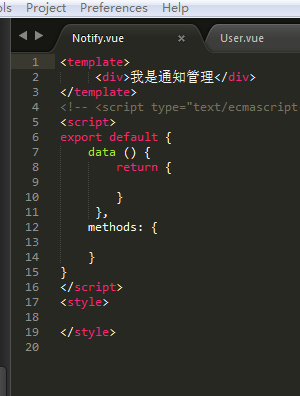 ols Project Preferences Help
Notify.vue × User.vue
1 <template>
2 <div>我是通知管理</div>
3 </template>
4 <!-- <script type="text/ecmascript
5 <script>
6 export default {
7 data () {
8 return {
9
10 }
11 },
12 methods: {
13
14 }
15 }
16 </script>
17 <style>
18
19 </style>
20